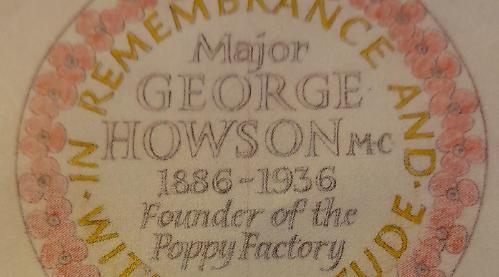 ·IN REMEMBRANCE AND·
Major
GEORGE
HOWSON MC
1886-1936
Founder of the
Poppy Factory